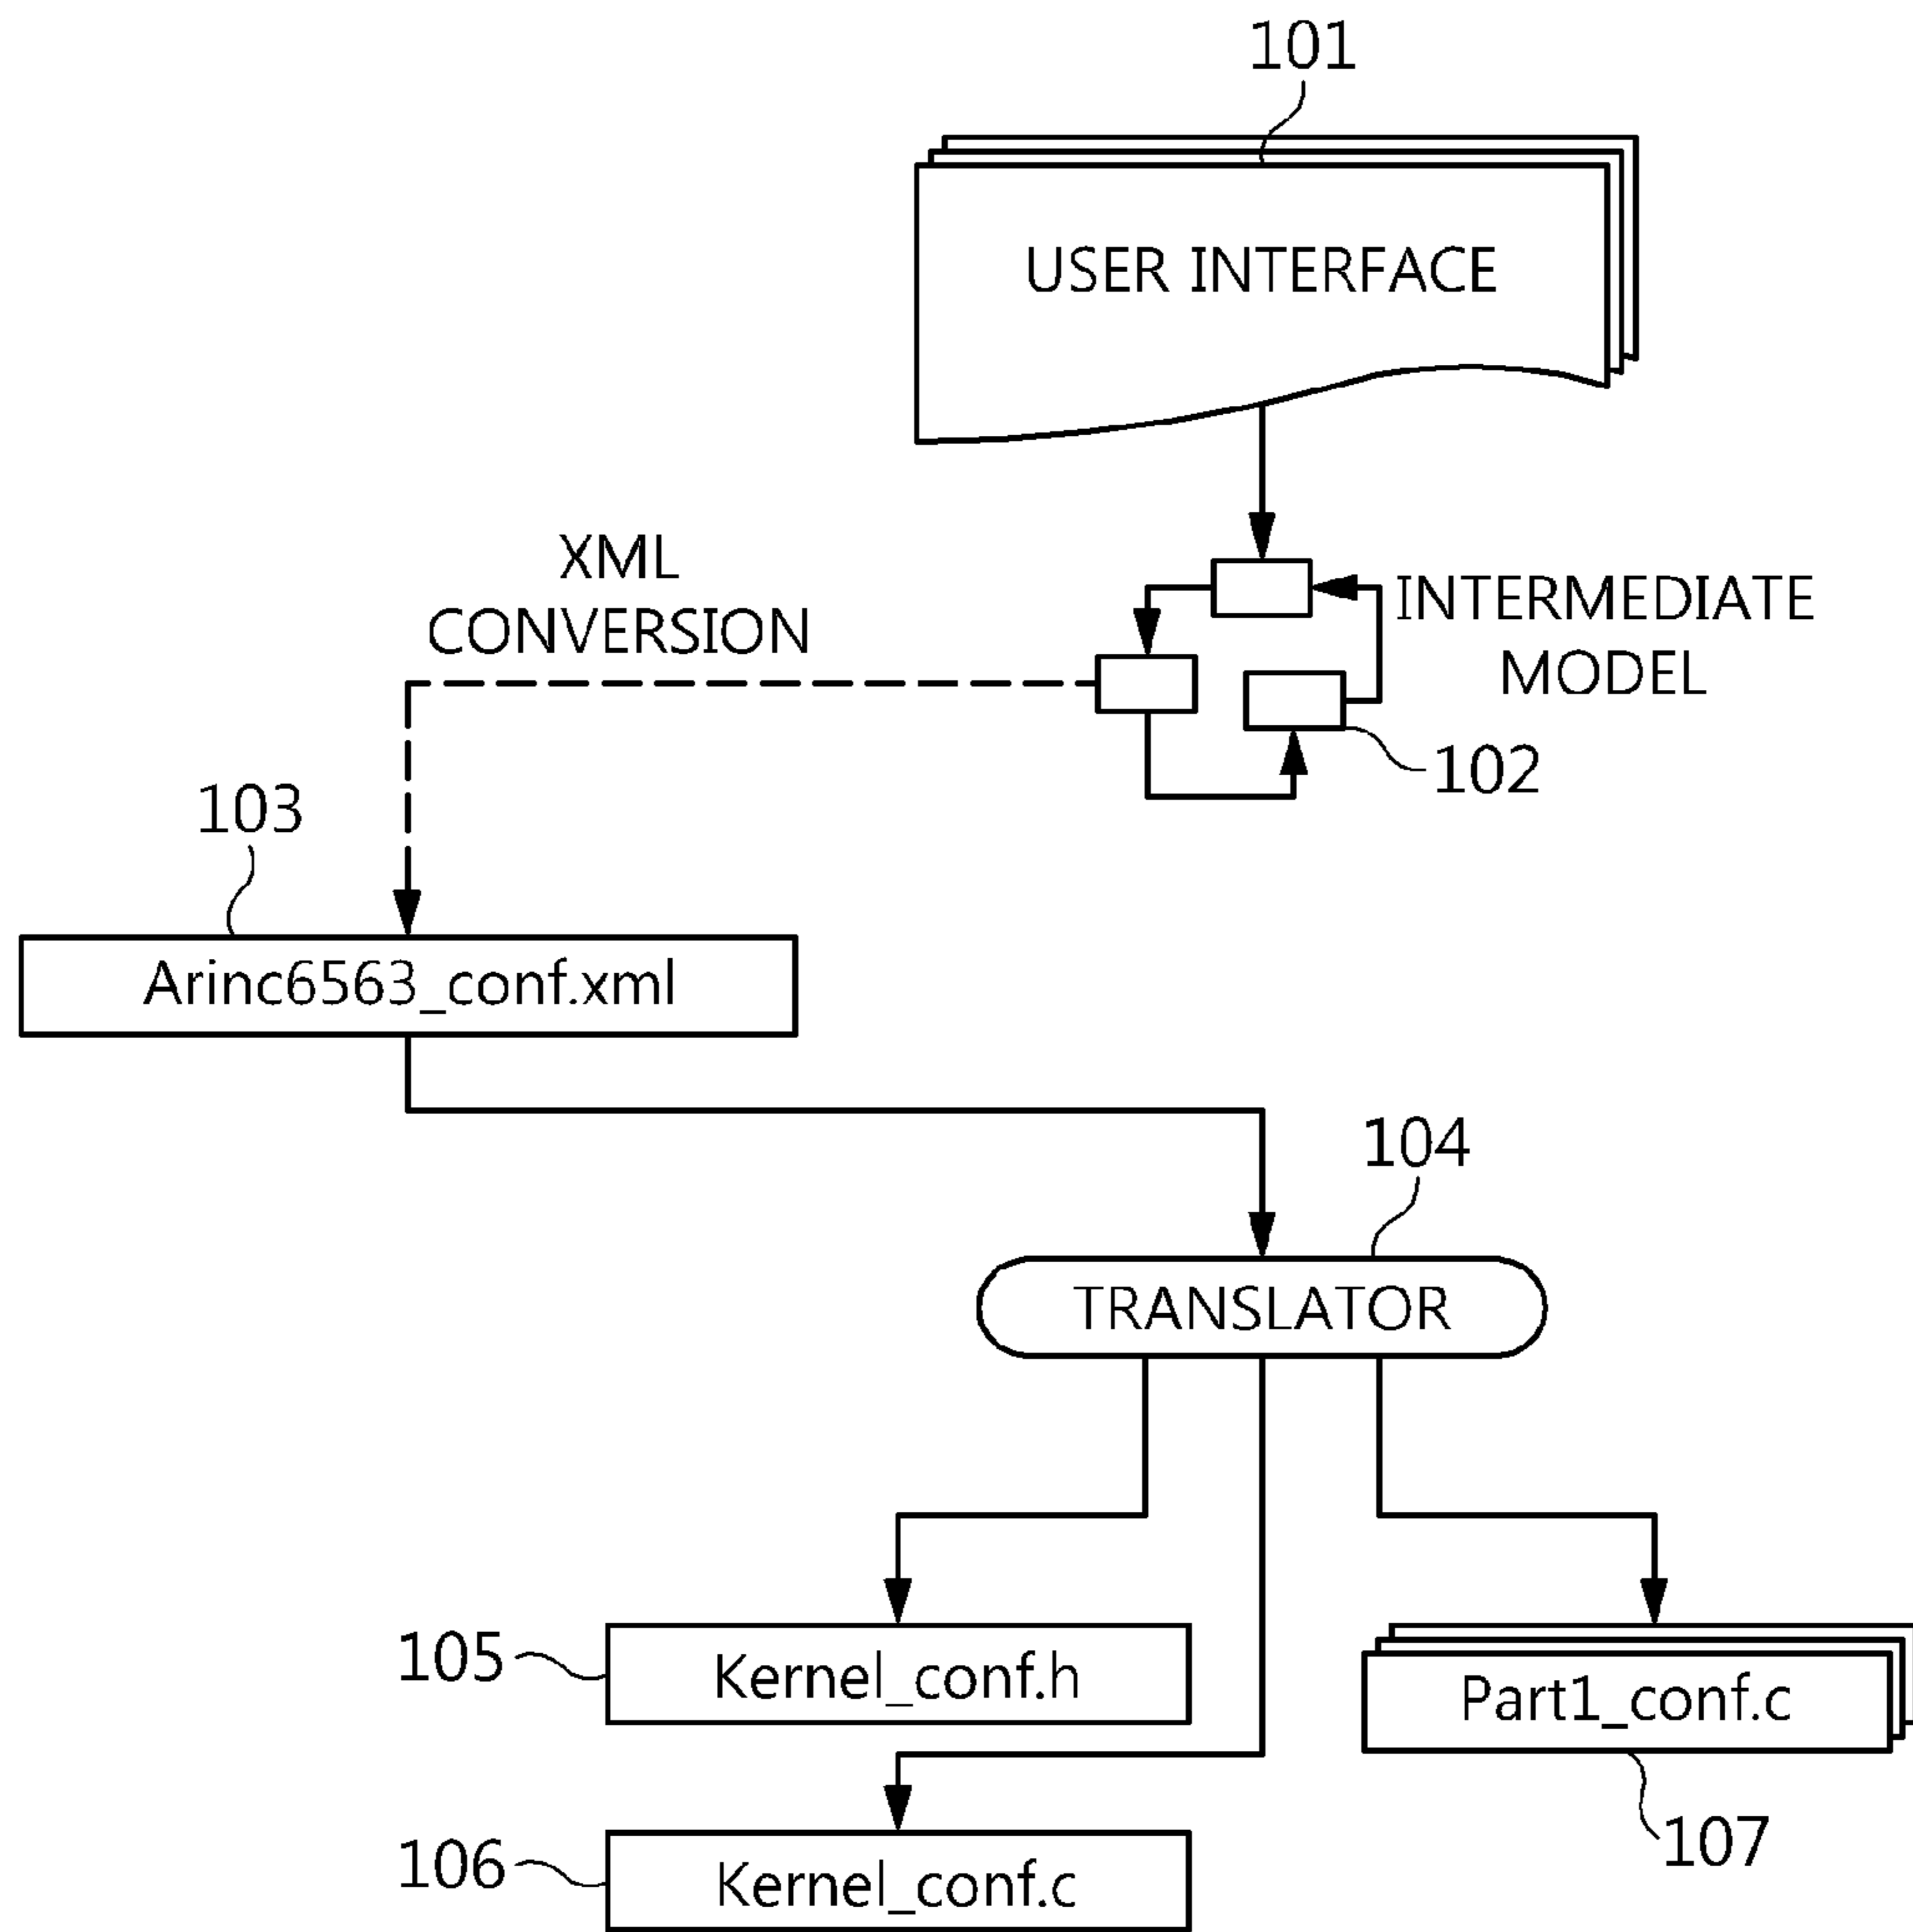 101
USER INTERFACE
XML
CONVERSION
INTERMEDIATE
MODEL
102
103
Arinc6563_conf.xml
104
TRANSLATOR
105
Kernel_conf.h
Part1_conf.c
107
106
Kernel_conf.c